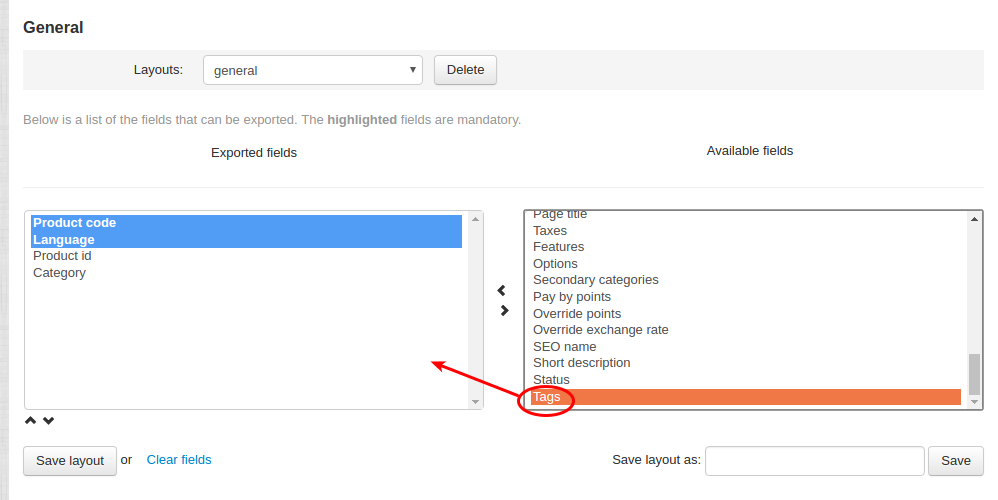 General
Layouts: general Delete
Below is a list of the fields that can be exported. The highlighted fields are mandatory.
Exported fields
Available fields
Product code
Language
Product id
Category
Page title
Taxes
Features
Options
Secondary categories
Pay by points
Override points
Override exchange rate
SEO name
Short description
Status
Tags
Save layout or Clear fields
Save layout as: Save